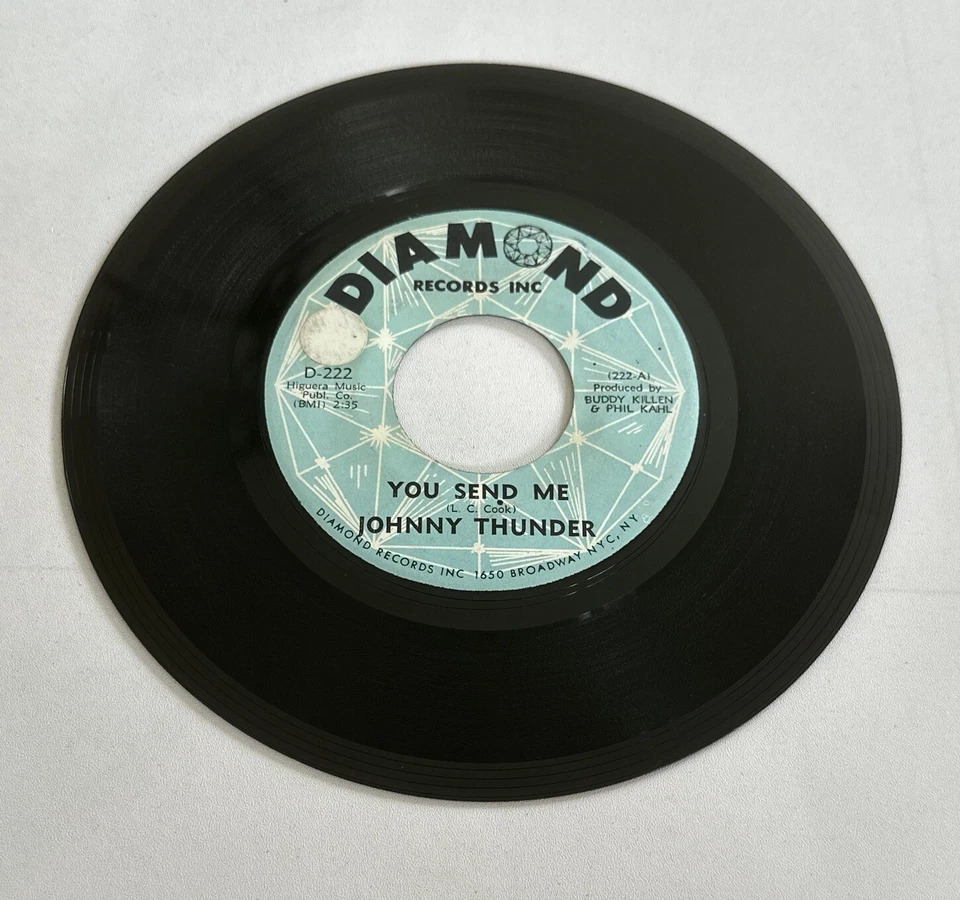 DIAMOND
RECORDS INC
D-222
Higuera Music
Publ. Co.
(BMI) 2:35
(222-A)
Produced by
BUDDY KILLEN
& PHIL KAHL
YOU SEND ME
(L. C. Cook)
JOHNNY THUNDER
DIAMOND RECORDS INC 1650 BROADWAY NYC, NY